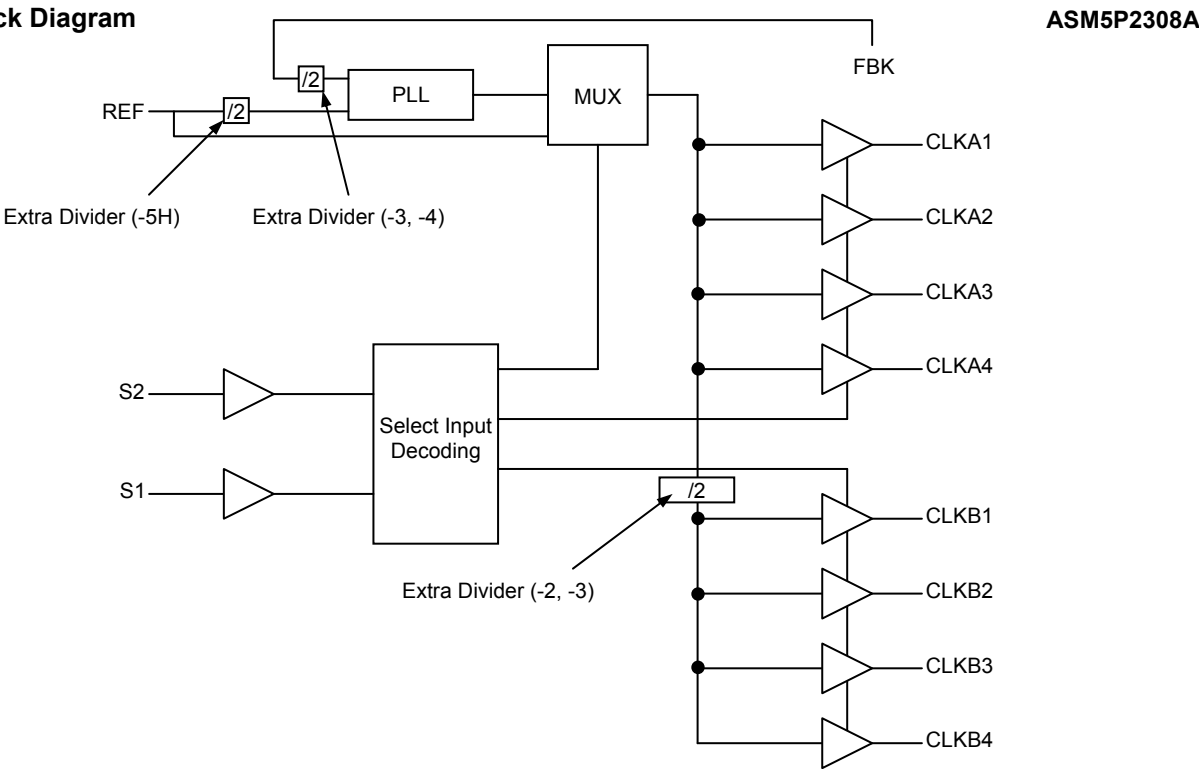 ck Diagram
ASM5P2308A
FBK
/2
PLL
MUX
REF
/2
CLKA1
Extra Divider (-5H)
Extra Divider (-3, -4)
CLKA2
CLKA3
CLKA4
S2
Select Input
Decoding
S1
/2
CLKB1
Extra Divider (-2, -3)
CLKB2
CLKB3
CLKB4